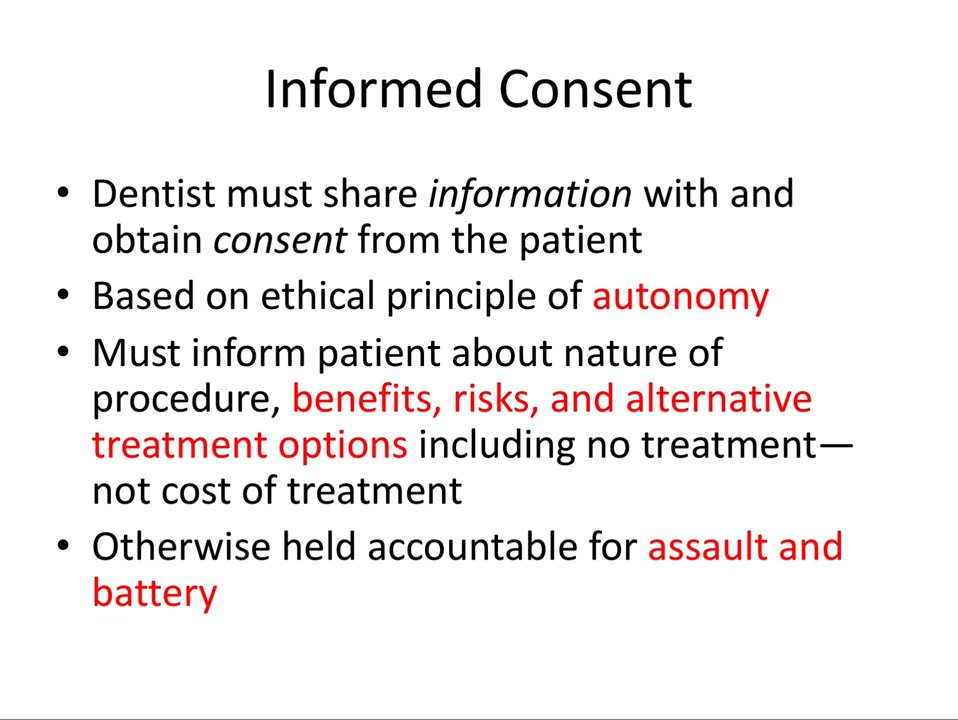 Informed Consent
• Dentist must share information with and
obtain consent from the patient
• Based on ethical principle of autonomy
• Must inform patient about nature of
procedure, benefits, risks, and alternative
treatment options including no treatment—
not cost of treatment
• Otherwise held accountable for assault and
battery